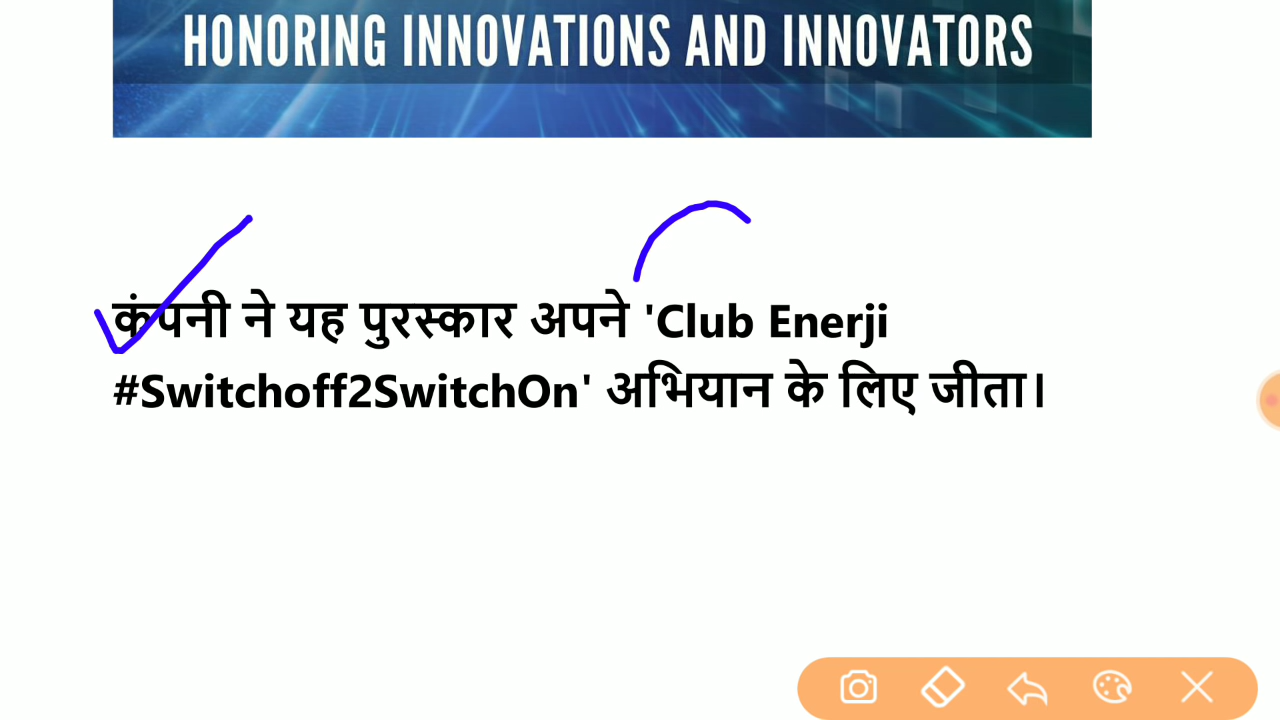 HONORING INNOVATIONS AND INNOVATORS
कंपनी ने यह पुरस्कार अपने 'Club Enerji
#Switchoff2SwitchOn' अभियान के लिए जीता।